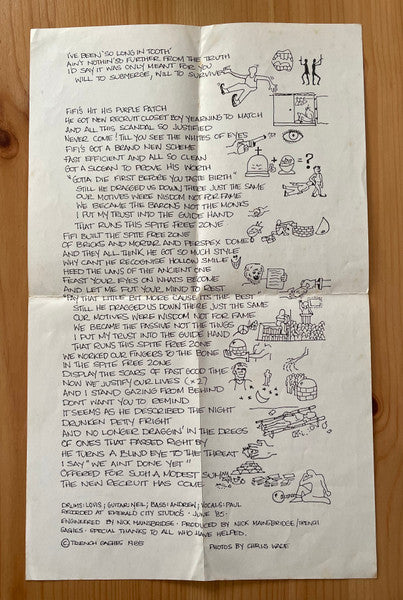 I'VE BEEN 'SO LONG IN TOOTH'
AIN'T NOTHIN' SO FURTHER FROM THE TRUTH
I'D SAY IT WAS ONLY MEANT FOR YOU
WILL TO SUBMERGE, WILL TO SURVIVE
FIFI'S HIT HIS PURPLE PATCH
HE GOT NEW RECRUIT CLOSET BOY YEARNING TO MATCH
AND ALL THIS SCANDAL SO JUSTIFIED
NEVER COME! TILL YOU SEE THE WHITES OF EYES
FIFI'S GOT A BRAND NEW SCHEME
FAST EFFICIENT AND ALL SO CLEAN
GOT A SLOGAN TO PROVE HIS WORTH
"GOTTA DIE FIRST BEFORE YOU TASTE BIRTH"
STILL HE DRAGGED US DOWN THERE JUST THE SAME
OUR MOTIVES WERE WISDOM NOT FOR FAME
WE BECAME THE BARONS NOT THE MONKS
I PUT MY TRUST INTO THE GUIDE HAND
THAT RUNS THIS SPITE FREE ZONE
FIFI BUILT THE SPITE FREE ZONE
OF BRICKS AND MORTAR AND PERSPEX DOME
AND THEY ALL THINK HE GOT SO MUCH STYLE
WHY CAN'T HE RECOGNISE HOLLOW SMILE
HEED THE LAWS OF THE ANCIENT ONE
FEAST YOUR EYES ON WHATS BECOME
AND LET ME PUT YOUR MIND TO REST
"PAY THAT LITTLE BIT MORE CAUSE ITS THE BEST
STILL HE DRAGGED US DOWN THERE JUST THE SAME
OUR MOTIVES WERE WISDOM NOT FOR FAME
WE BECAME THE PASSIVE NOT THE THUGS
I PUT MY TRUST INTO THE GUIDE HAND
THAT RUNS THIS SPITE FREE ZONE
WE WORKED OUR FINGERS TO THE BONE
IN THE SPITE FREE ZONE
DISPLAY THE SCARS OF FAST GOOD TIME
NOW WE JUSTIFY OUR LIVES (x2)
AND I STAND GAZING FROM BEHIND
DON'T WANT YOU TO REMIND
IT SEEMS AS HE DESCRIBED THE NIGHT
DRUNKEN DEITY FRIGHT
AND NO LONGER DRAGGIN' IN THE DREGS
OF ONES THAT PASSED RIGHT BY
HE TURNS A BLIND EYE TO THE THREAT
I SAY "WE AINT DONE YET"
OFFERED FOR SUCH A MODEST SUM
THE NEW RECRUIT HAS COME
+ + = ?
DRUMS: LOUIS; GUITAR: NEIL; BASS: ANDREW; VOCALS: PAUL
RECORDED AT EMERALD CITY STUDIO'S - JUNE '85.
ENGINEERED BY NICK MAINSBRIDGE. PRODUCED BY NICK MAINSBRIDGE/TRENCH
GASHES. SPECIAL THANKS TO ALL WHO HAVE HELPED.
© TRENCH GASHES 1985
PHOTOS BY CHRIS